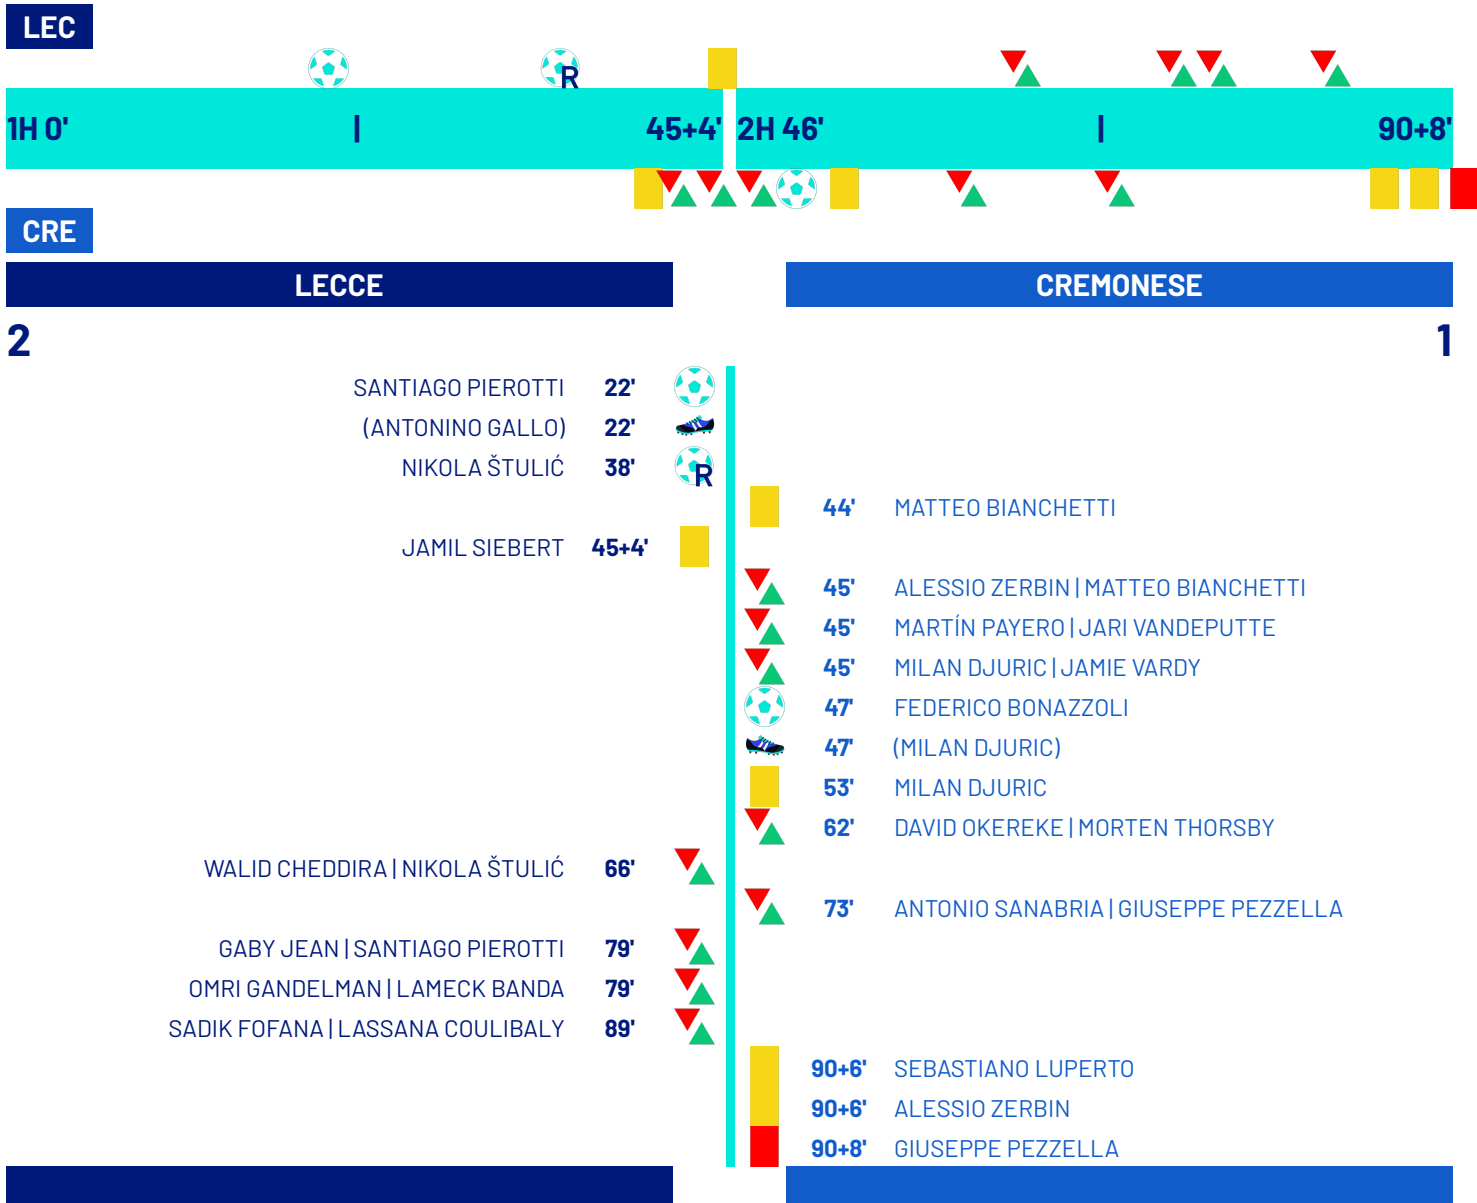 LEC
R
1H 0' | 45+4' 2H 46' | 90+8'
CRE
LECCE CREMONESE
2 1
SANTIAGO PIEROTTI 22'
(ANTONINO GALLO) 22'
NIKOLA ŠTULIĆ 38' R
44' MATTEO BIANCHETTI
JAMIL SIEBERT 45+4'
45' ALESSIO ZERBIN | MATTEO BIANCHETTI
45' MARTÍN PAYERO | JARI VANDEPUTTE
45' MILAN DJURIC | JAMIE VARDY
47' FEDERICO BONAZZOLI
47' (MILAN DJURIC)
53' MILAN DJURIC
62' DAVID OKEREKE | MORTEN THORSBY
WALID CHEDDIRA | NIKOLA ŠTULIĆ 66'
73' ANTONIO SANABRIA | GIUSEPPE PEZZELLA
GABY JEAN | SANTIAGO PIEROTTI 79'
OMRI GANDELMAN | LAMECK BANDA 79'
SADIK FOFANA | LASSANA COULIBALY 89'
90+6' SEBASTIANO LUPERTO
90+6' ALESSIO ZERBIN
90+8' GIUSEPPE PEZZELLA